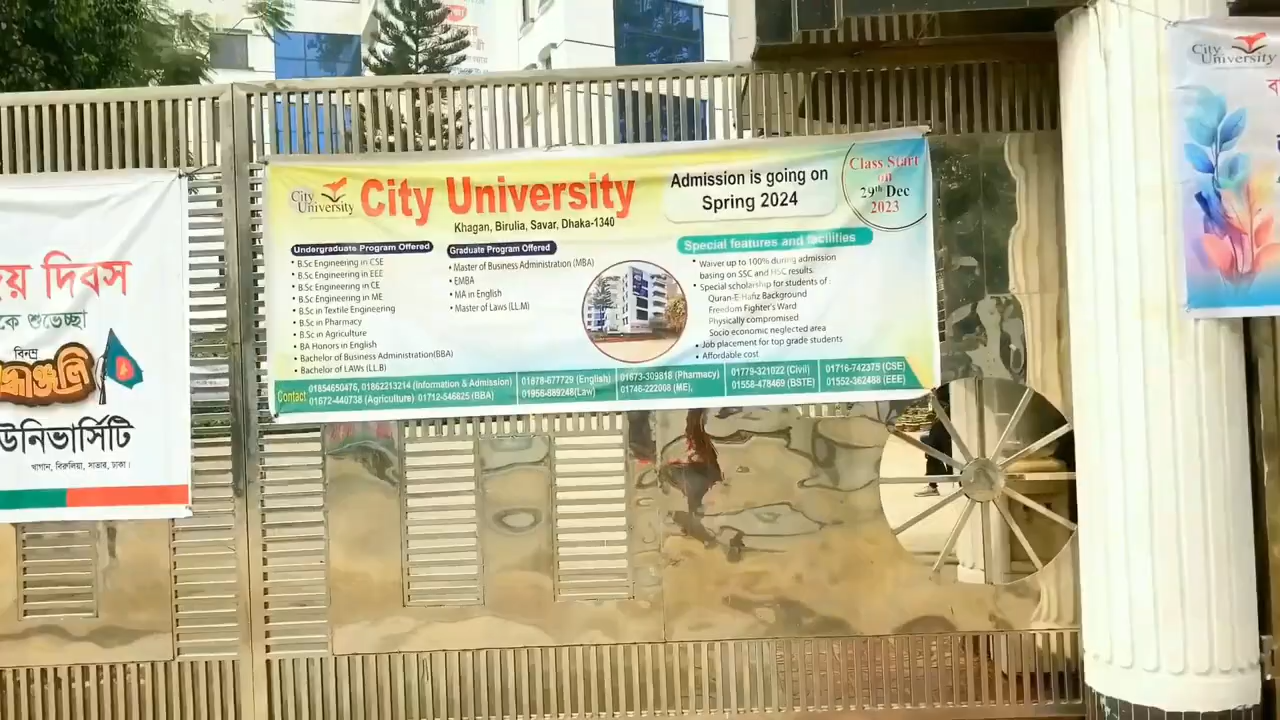 য় দিবস
কে শুভেচ্ছা
বিনম্র
দ্ধাঞ্জলি
উনিভার্সিটি
খাগান, বিরুলিয়া, সাভার, ঢাকা।
City
University
City University
Khagan, Birulia, Savar, Dhaka-1340
Admission is going on
Spring 2024
Class Start
on
29th Dec
2023
Undergraduate Program Offered
• B.Sc Engineering in CSE
• B.Sc Engineering in EEE
• B.Sc Engineering in CE
• B.Sc Engineering in ME
• B.Sc in Textile Engineering
• B.Sc in Pharmacy
• B.Sc in Agriculture
• BA Honors in English
• Bachelor of Business Administration(BBA)
• Bachelor of LAWs (LL.B)
Graduate Program Offered
• Master of Business Administration (MBA)
• EMBA
• MA in English
• Master of Laws (LL.M)
Special features and facilities
• Waiver up to 100% during admission
basing on SSC and HSC results.
• Special scholarship for students of :
Quran-E-Hafiz Background
Freedom Fighter's Ward
Physically compromised
Socio economic neglected area
• Job placement for top grade students
• Affordable cost
Contact
01854650475, 01862213214 (Information & Admission)
01672-440738 (Agriculture) 01712-546625 (BBA)
01878-677729 (English)
01956-889248(Law)
01673-309818 (Pharmacy)
01746-222008 (ME),
01779-321022 (Civil)
01558-478469 (BSTE)
01716-742375 (CSE)
01552-362488 (EEE)
City
University